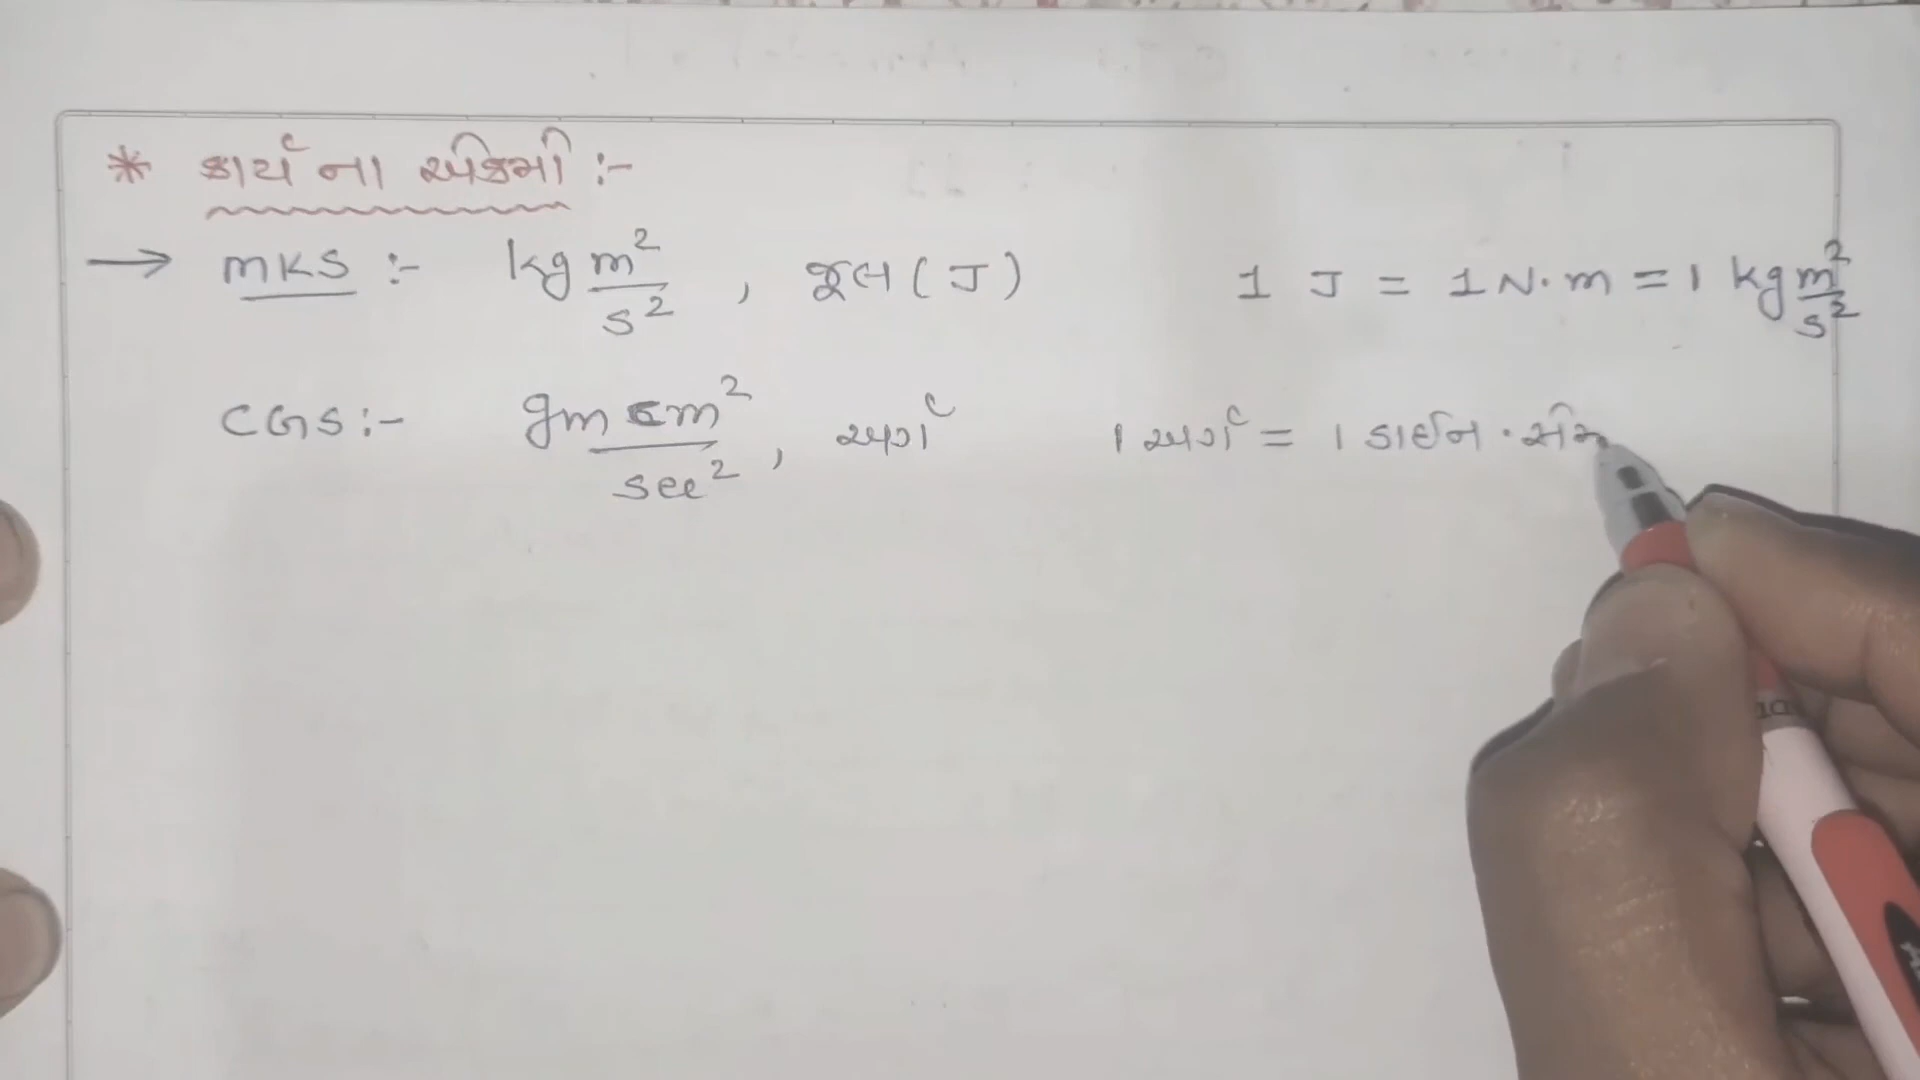 * કાર્ય ના એકમો :-
→ MKS :- kg m²/s² , જૂલ (J) 1 J = 1 N·m = 1 kg m²/s²
CGS :- gm cm²/sec² , અર્ગ 1 અર્ગ = 1 ડાઈન · સેમ